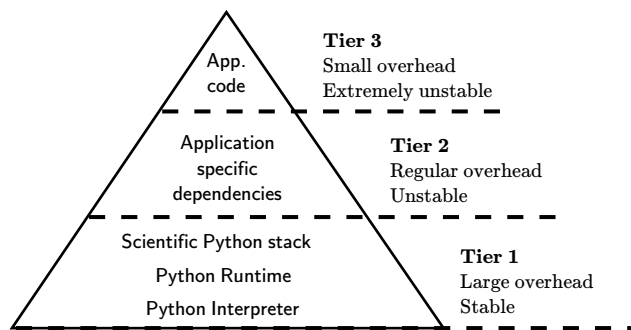 App.
code
Tier 3
Small overhead
Extremely unstable
Application
specific
dependencies
Tier 2
Regular overhead
Unstable
Scientific Python stack
Python Runtime
Python Interpreter
Tier 1
Large overhead
Stable